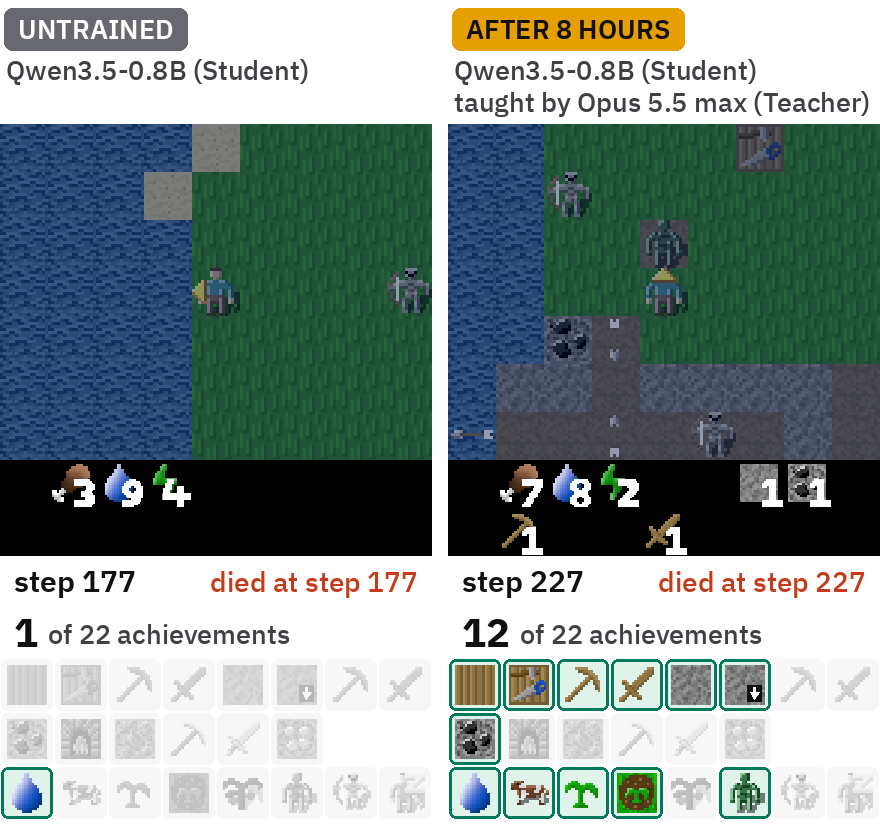 UNTRAINED
Qwen3.5-0.8B (Student)
3 9 4
step 177 died at step 177
1 of 22 achievements
AFTER 8 HOURS
Qwen3.5-0.8B (Student)
taught by Opus 5.5 max (Teacher)
7 8 2 1 1
1 1
step 227 died at step 227
12 of 22 achievements